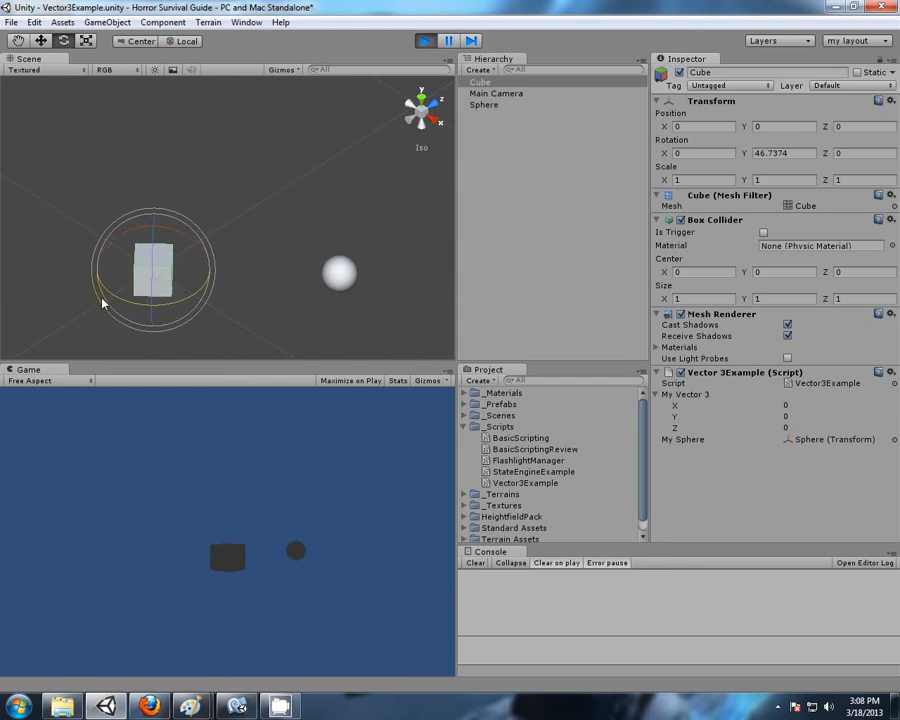 Unity - Vector3Example.unity - Horror Survival Guide - PC and Mac Standalone*
File Edit Assets GameObject Component Terrain Window Help
Center Local Layers my layout
Scene
Textured RGB Gizmos All
y
z
x
Iso
Game
Free Aspect Maximize on Play Stats Gizmos
Hierarchy
Create All
Cube
Main Camera
Sphere
Project
Create All
_Materials
_Prefabs
_Scenes
_Scripts
BasicScripting
BasicScriptingReview
FlashlightManager
StateEngineExample
Vector3Example
_Terrains
_Textures
HeightfieldPack
Standard Assets
Terrain Assets
Console
Clear Collapse Clear on play Error pause Open Editor Log
Inspector
Cube Static
Tag Untagged Layer Default
Transform
Position
X 0 Y 0 Z 0
Rotation
X 0 Y 46.7374 Z 0
Scale
X 1 Y 1 Z 1
Cube (Mesh Filter)
Mesh Cube
Box Collider
Is Trigger
Material None (Physic Material)
Center
X 0 Y 0 Z 0
Size
X 1 Y 1 Z 1
Mesh Renderer
Cast Shadows
Receive Shadows
Materials
Use Light Probes
Vector 3Example (Script)
Script Vector3Example
My Vector 3
X 0
Y 0
Z 0
My Sphere Sphere (Transform)
3:08 PM
3/18/2013